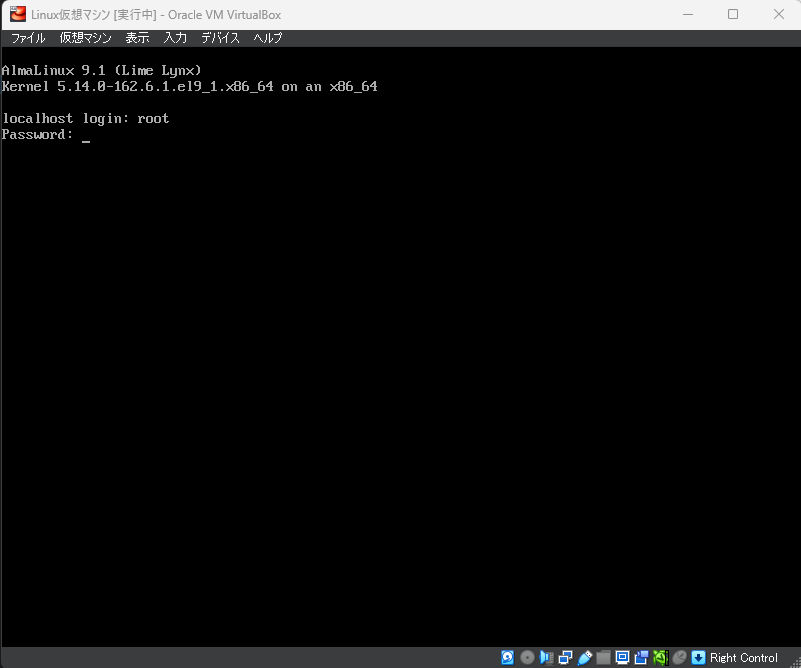 Linux仮想マシン [実行中] - Oracle VM VirtualBox
ファイル 仮想マシン 表示 入力 デバイス ヘルプ
AlmaLinux 9.1 (Lime Lynx)
Kernel 5.14.0-162.6.1.el9_1.x86_64 on an x86_64
localhost login: root
Password: _
Right Control